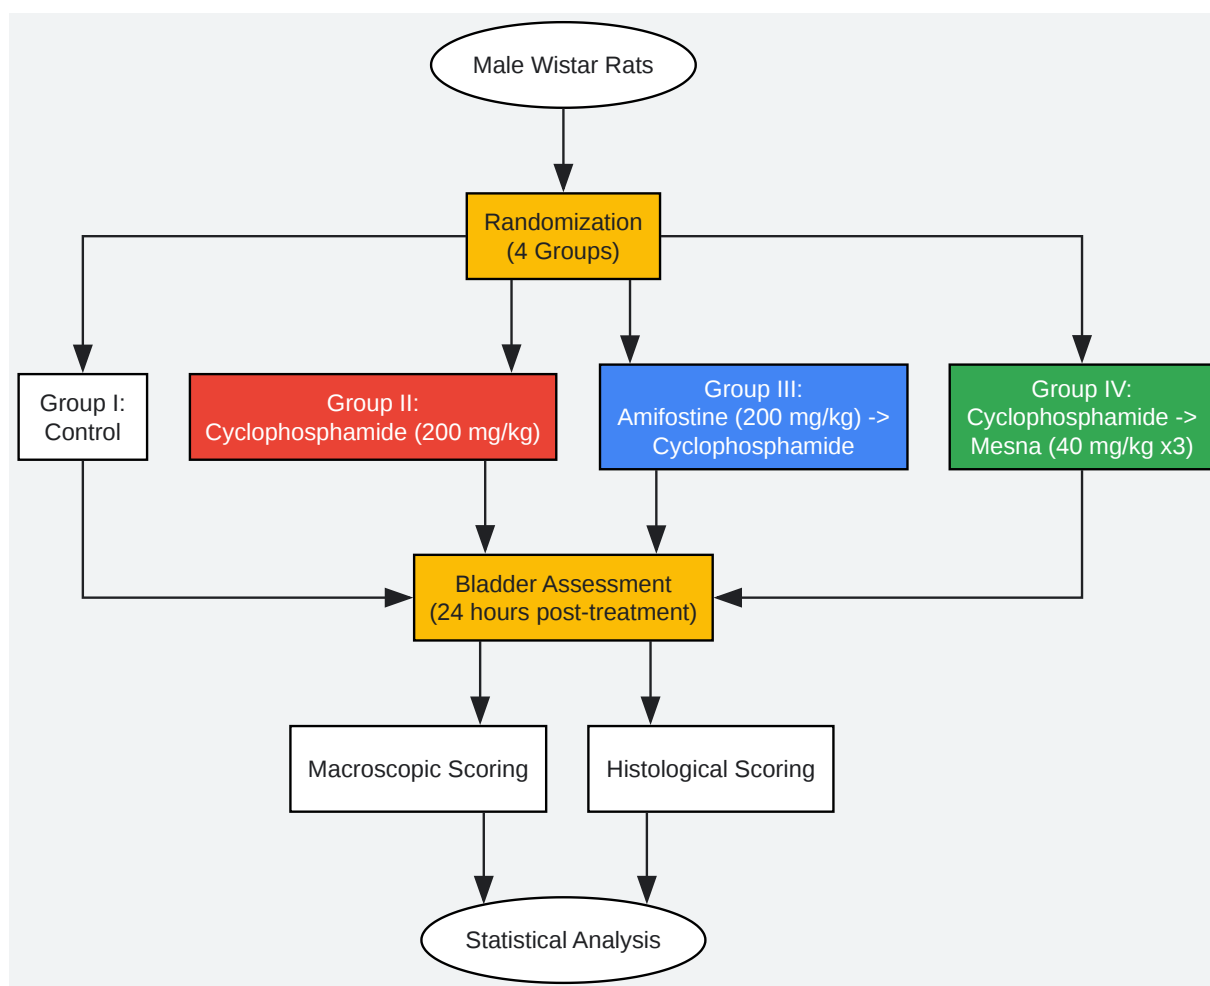 Male Wistar Rats
Randomization
(4 Groups)
Group I:
Control
Group II:
Cyclophosphamide (200 mg/kg)
Group III:
Amifostine (200 mg/kg) ->
Cyclophosphamide
Group IV:
Cyclophosphamide ->
Mesna (40 mg/kg x3)
Bladder Assessment
(24 hours post-treatment)
Macroscopic Scoring
Histological Scoring
Statistical Analysis